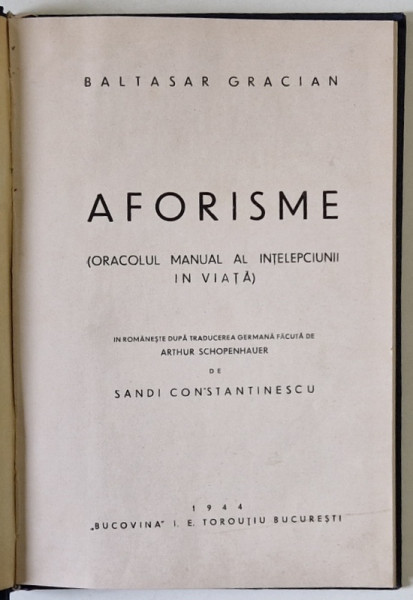 BALTASAR GRACIAN
AFORISME
(ORACOLUL MANUAL AL INȚELEPCIUNII
IN VIAȚĂ)
IN ROMÂNEȘTE DUPĂ TRADUCEREA GERMANĂ FĂCUTĂ DE
ARTHUR SCHOPENHAUER
DE
SANDI CONSTANTINESCU
1944
„BUCOVINA" I. E. TOROUȚIU BUCUREȘTI